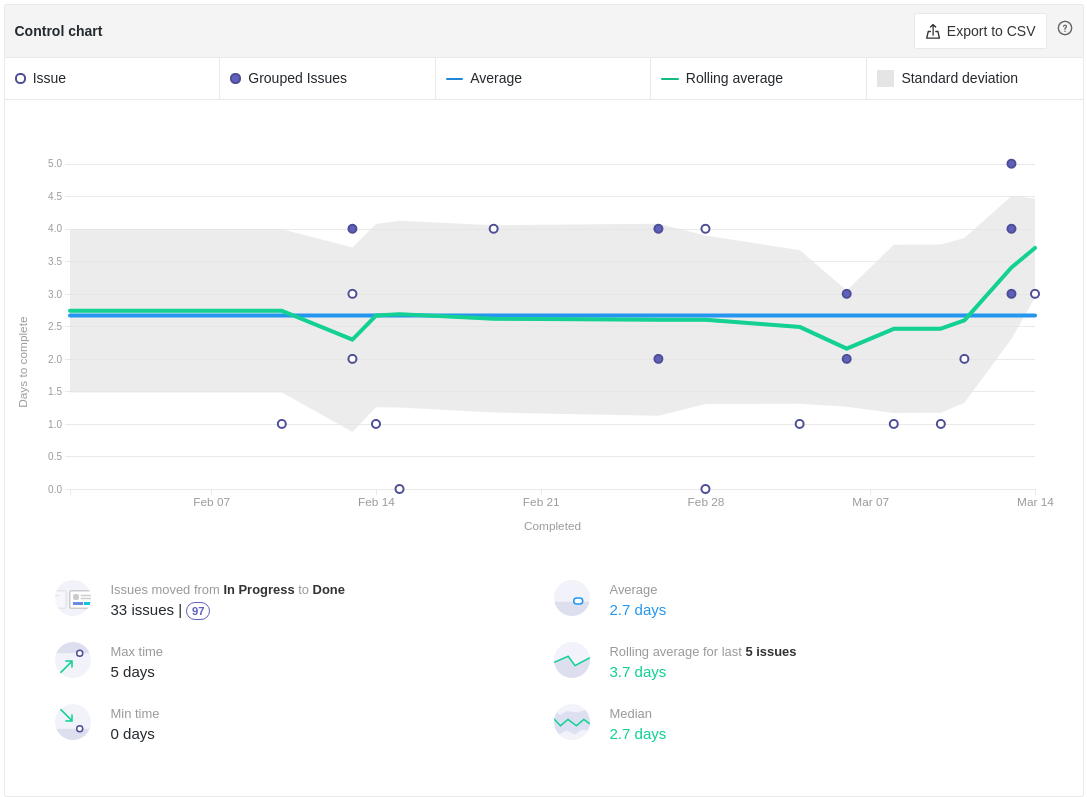 Control chart
Export to CSV
Issue
Grouped Issues
Average
Rolling average
Standard deviation
5.0
4.5
4.0
3.5
3.0
2.5
2.0
1.5
1.0
0.5
0.0
Days to complete
Feb 07
Feb 14
Feb 21
Feb 28
Mar 07
Mar 14
Completed
Issues moved from In Progress to Done
33 issues | 97
Average
2.7 days
Max time
5 days
Rolling average for last 5 issues
3.7 days
Min time
0 days
Median
2.7 days